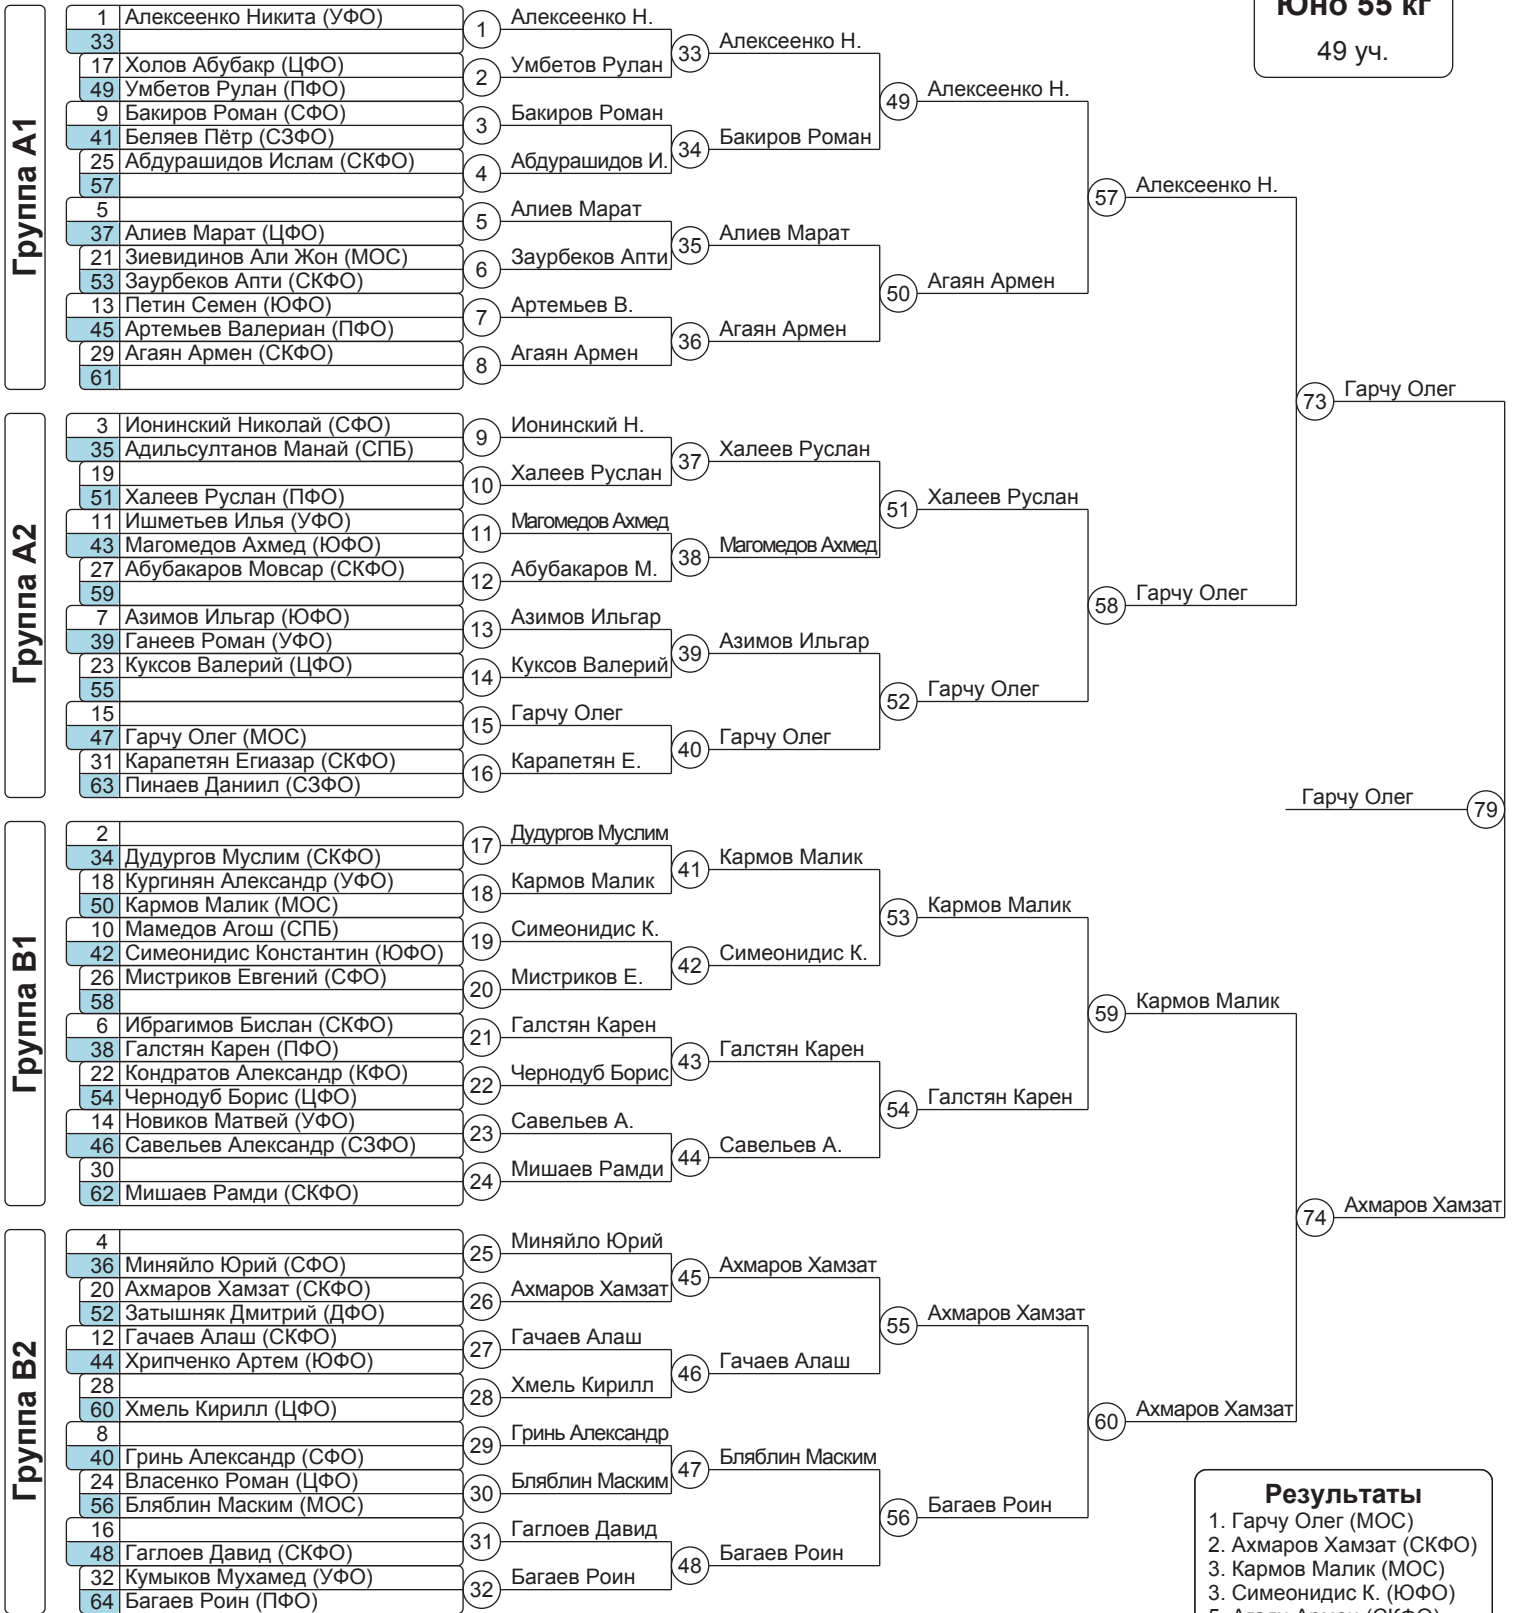 Юно 55 кг
49 уч.
Группа A1
1 Алексеенко Никита (УФО)
33
17 Холов Абубакр (ЦФО)
49 Умбетов Рулан (ПФО)
9 Бакиров Роман (СФО)
41 Беляев Пётр (СЗФО)
25 Абдурашидов Ислам (СКФО)
57
5
37 Алиев Марат (ЦФО)
21 Зиевидинов Али Жон (МОС)
53 Заурбеков Апти (СКФО)
13 Петин Семен (ЮФО)
45 Артемьев Валериан (ПФО)
29 Агаян Армен (СКФО)
61
1 Алексеенко Н.
2 Умбетов Рулан
3 Бакиров Роман
4 Абдурашидов И.
5 Алиев Марат
6 Заурбеков Апти
7 Артемьев В.
8 Агаян Армен
33 Алексеенко Н.
34 Бакиров Роман
35 Алиев Марат
36 Агаян Армен
49 Алексеенко Н.
50 Агаян Армен
57 Алексеенко Н.
Группа A2
3 Ионинский Николай (СФО)
35 Адильсултанов Манай (СПБ)
19
51 Халеев Руслан (ПФО)
11 Ишметьев Илья (УФО)
43 Магомедов Ахмед (ЮФО)
27 Абубакаров Мовсар (СКФО)
59
7 Азимов Ильгар (ЮФО)
39 Ганеев Роман (УФО)
23 Куксов Валерий (ЦФО)
55
15
47 Гарчу Олег (МОС)
31 Карапетян Егиазар (СКФО)
63 Пинаев Даниил (СЗФО)
9 Ионинский Н.
10 Халеев Руслан
11 Магомедов Ахмед
12 Абубакаров М.
13 Азимов Ильгар
14 Куксов Валерий
15 Гарчу Олег
16 Карапетян Е.
37 Халеев Руслан
38 Магомедов Ахмед
39 Азимов Ильгар
40 Гарчу Олег
51 Халеев Руслан
52 Гарчу Олег
58 Гарчу Олег
73 Гарчу Олег
Группа B1
2
34 Дудургов Муслим (СКФО)
18 Кургинян Александр (УФО)
50 Кармов Малик (МОС)
10 Мамедов Агош (СПБ)
42 Симеонидис Константин (ЮФО)
26 Мистриков Евгений (СФО)
58
6 Ибрагимов Бислан (СКФО)
38 Галстян Карен (ПФО)
22 Кондратов Александр (КФО)
54 Чернодуб Борис (ЦФО)
14 Новиков Матвей (УФО)
46 Савельев Александр (СЗФО)
30
62 Мишаев Рамди (СКФО)
17 Дудургов Муслим
18 Кармов Малик
19 Симеонидис К.
20 Мистриков Е.
21 Галстян Карен
22 Чернодуб Борис
23 Савельев А.
24 Мишаев Рамди
41 Кармов Малик
42 Симеонидис К.
43 Галстян Карен
44 Савельев А.
53 Кармов Малик
54 Галстян Карен
59 Кармов Малик
Группа B2
4
36 Миняйло Юрий (СФО)
20 Ахмаров Хамзат (СКФО)
52 Затышняк Дмитрий (ДФО)
12 Гачаев Алаш (СКФО)
44 Хрипченко Артем (ЮФО)
28
60 Хмель Кирилл (ЦФО)
8
40 Гринь Александр (СФО)
24 Власенко Роман (ЦФО)
56 Бляблин Маским (МОС)
16
48 Гаглоев Давид (СКФО)
32 Кумыков Мухамед (УФО)
64 Багаев Роин (ПФО)
25 Миняйло Юрий
26 Ахмаров Хамзат
27 Гачаев Алаш
28 Хмель Кирилл
29 Гринь Александр
30 Бляблин Маским
31 Гаглоев Давид
32 Багаев Роин
45 Ахмаров Хамзат
46 Гачаев Алаш
47 Бляблин Маским
48 Багаев Роин
55 Ахмаров Хамзат
56 Багаев Роин
60 Ахмаров Хамзат
74 Ахмаров Хамзат
Гарчу Олег 79
Результаты
1. Гарчу Олег (МОС)
2. Ахмаров Хамзат (СКФО)
3. Кармов Малик (МОС)
3. Симеонидис К. (ЮФО)
5. Агаян Армен (СКФО)